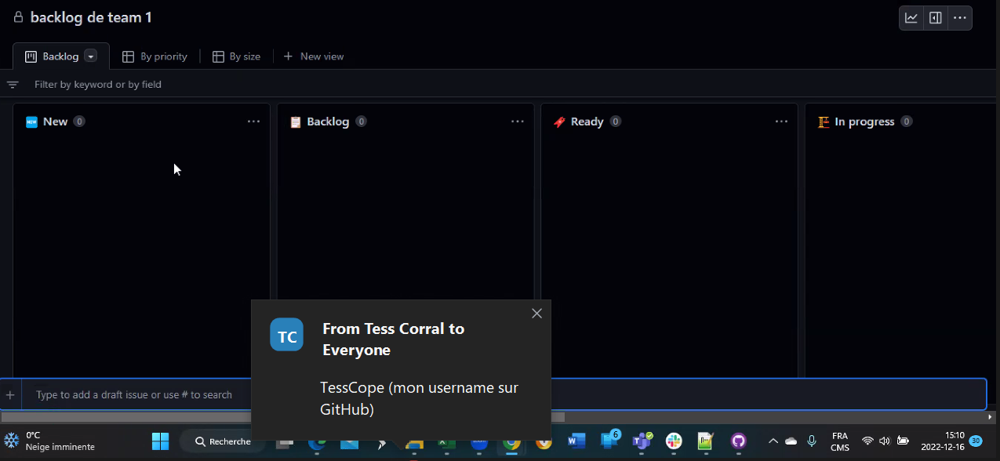 backlog de team 1
Backlog
By priority
By size
New view
Filter by keyword or by field
NEW New 0
Backlog 0
Ready 0
In progress 0
TC
From Tess Corral to
Everyone
TessCope (mon username sur
GitHub)
Type to add a draft issue or use # to search
0°C
Neige imminente
Recherche
6
FRA
CMS
15:10
2022-12-16
30